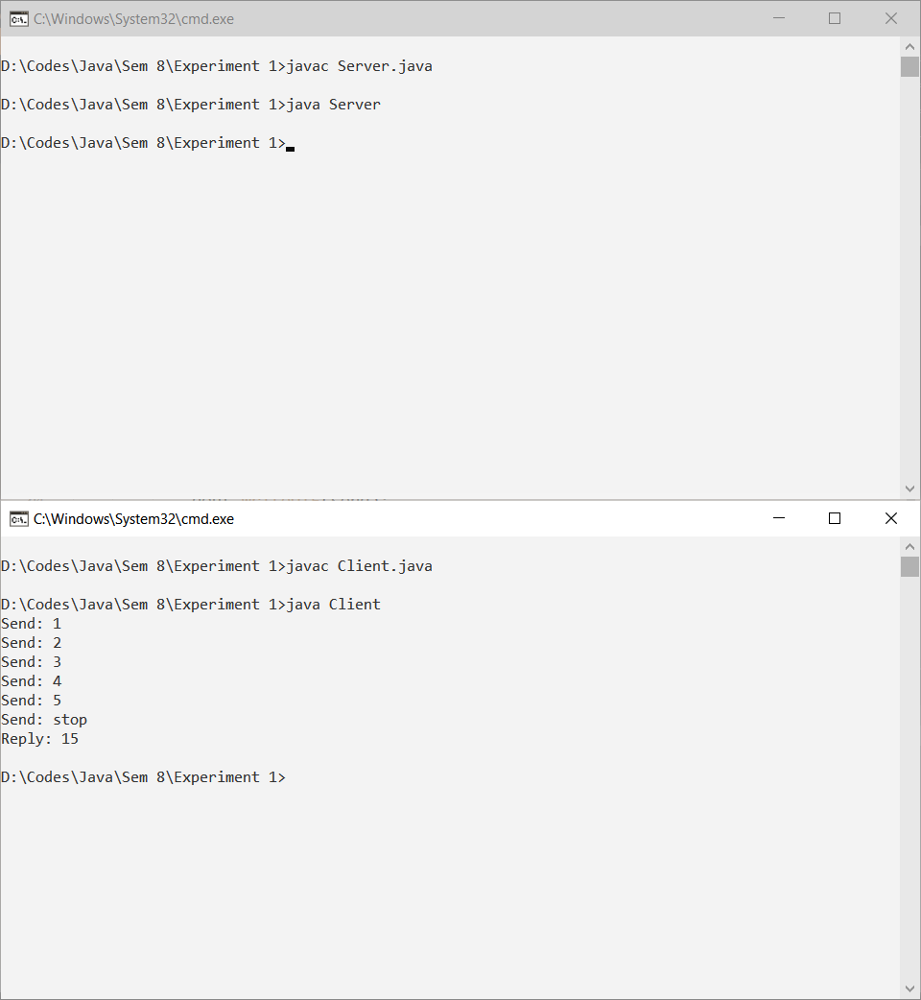 C:\Windows\System32\cmd.exe
D:\Codes\Java\Sem 8\Experiment 1>javac Server.java
D:\Codes\Java\Sem 8\Experiment 1>java Server
D:\Codes\Java\Sem 8\Experiment 1>
C:\Windows\System32\cmd.exe
D:\Codes\Java\Sem 8\Experiment 1>javac Client.java
D:\Codes\Java\Sem 8\Experiment 1>java Client
Send: 1
Send: 2
Send: 3
Send: 4
Send: 5
Send: stop
Reply: 15
D:\Codes\Java\Sem 8\Experiment 1>